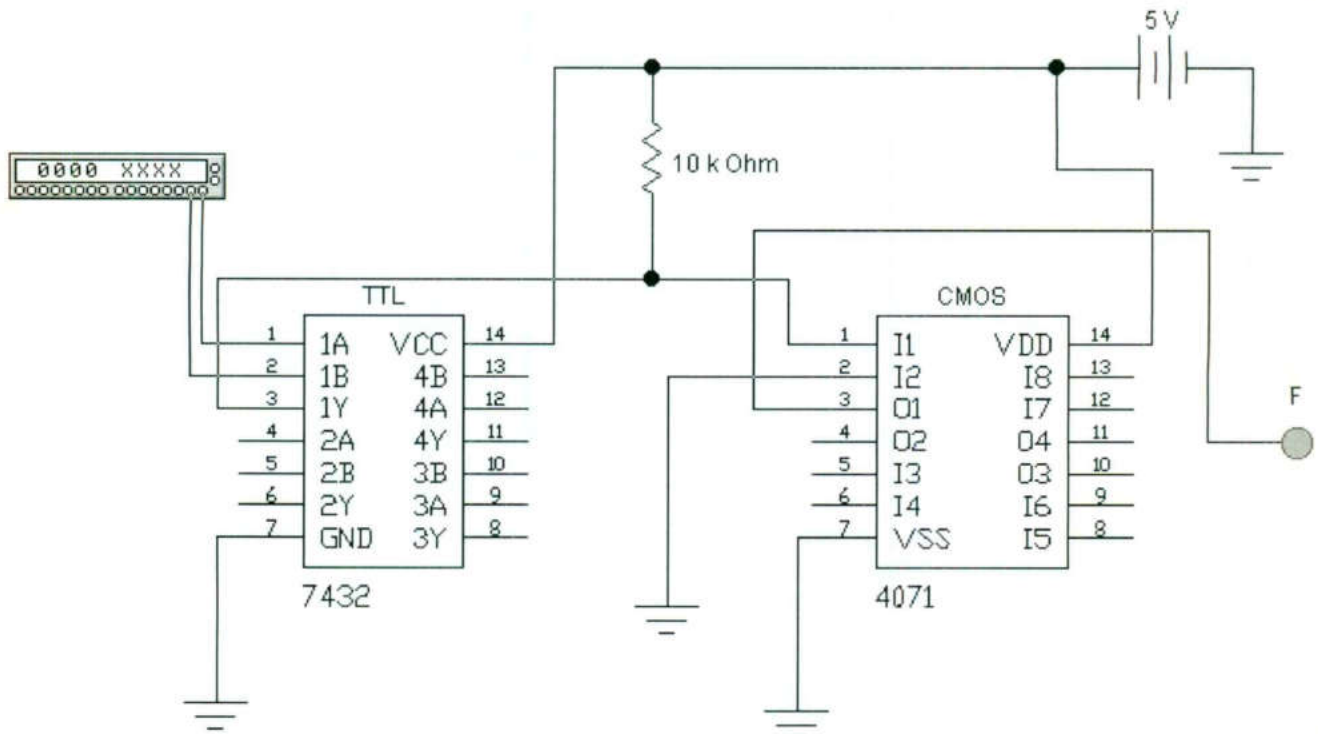 5 V
0000 XXXX
10 k Ohm
TTL
1 1A VCC 14
2 1B 4B 13
3 1Y 4A 12
4 2A 4Y 11
5 2B 3B 10
6 2Y 3A 9
7 GND 3Y 8
7432
CMOS
1 I1 VDD 14
2 I2 I8 13
3 O1 I7 12
4 O2 O4 11
5 I3 O3 10
6 I4 I6 9
7 VSS I5 8
4071
F